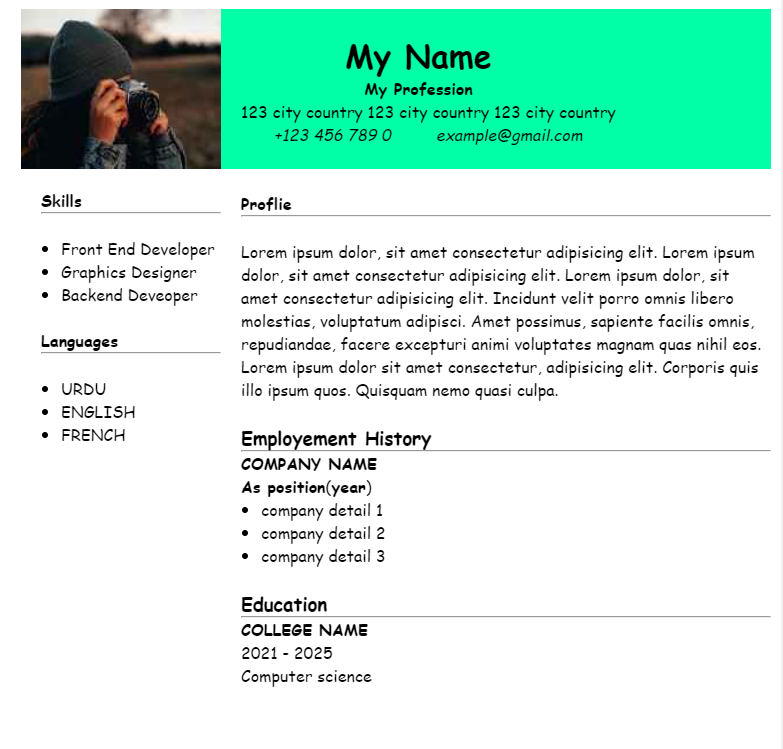 My Name
My Profession
123 city country 123 city country 123 city country
+123 456 789 0 example@gmail.com
Skills
Front End Developer
Graphics Designer
Backend Deveoper
Languages
URDU
ENGLISH
FRENCH
Proflie
Lorem ipsum dolor, sit amet consectetur adipisicing elit. Lorem ipsum
dolor, sit amet consectetur adipisicing elit. Lorem ipsum dolor, sit
amet consectetur adipisicing elit. Incidunt velit porro omnis libero
molestias, voluptatum adipisci. Amet possimus, sapiente facilis omnis,
repudiandae, facere excepturi animi voluptates magnam quas nihil eos.
Lorem ipsum dolor sit amet consectetur, adipisicing elit. Corporis quis
illo ipsum quos. Quisquam nemo quasi culpa.
Employement History
COMPANY NAME
As position(year)
company detail 1
company detail 2
company detail 3
Education
COLLEGE NAME
2021 - 2025
Computer science